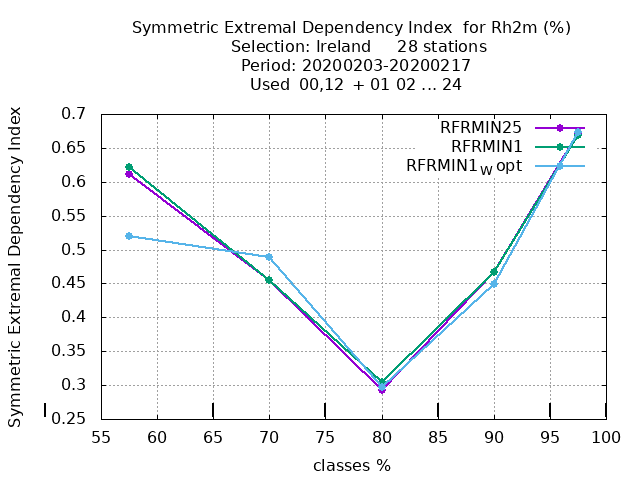 Symmetric Extremal Dependency Index  for Rh2m (%)
Selection: Ireland     28 stations
Period: 20200203-20200217
Used  00,12  + 01 02 ... 24
Symmetric Extremal Dependency Index
0.7
0.65
0.6
0.55
0.5
0.45
0.4
0.35
0.3
0.25
RFRMIN25
RFRMIN1
RFRMIN1W opt
55 60 65 70 75 80 85 90 95 100
classes %